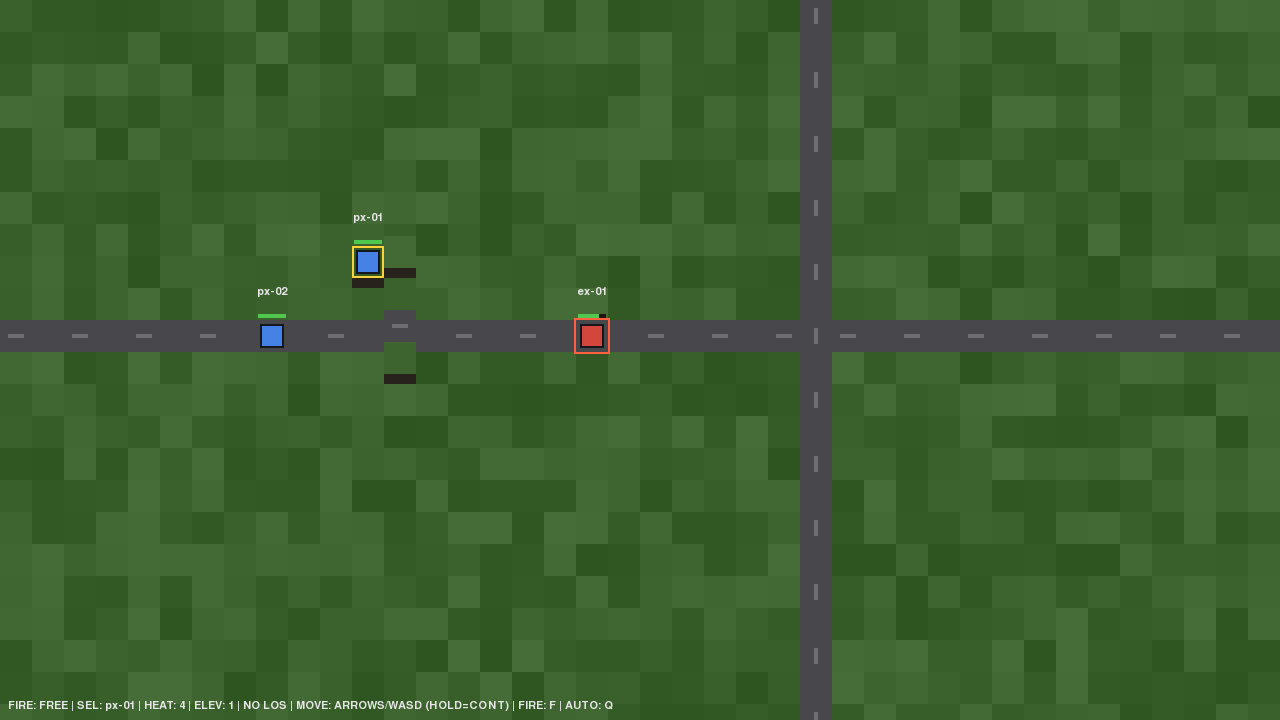 px-01
px-02
ex-01
FIRE: FREE | SEL: px-01 | HEAT: 4 | ELEV: 1 | NO LOS | MOVE: ARROWS/WASD (HOLD=CONT) | FIRE: F | AUTO: Q